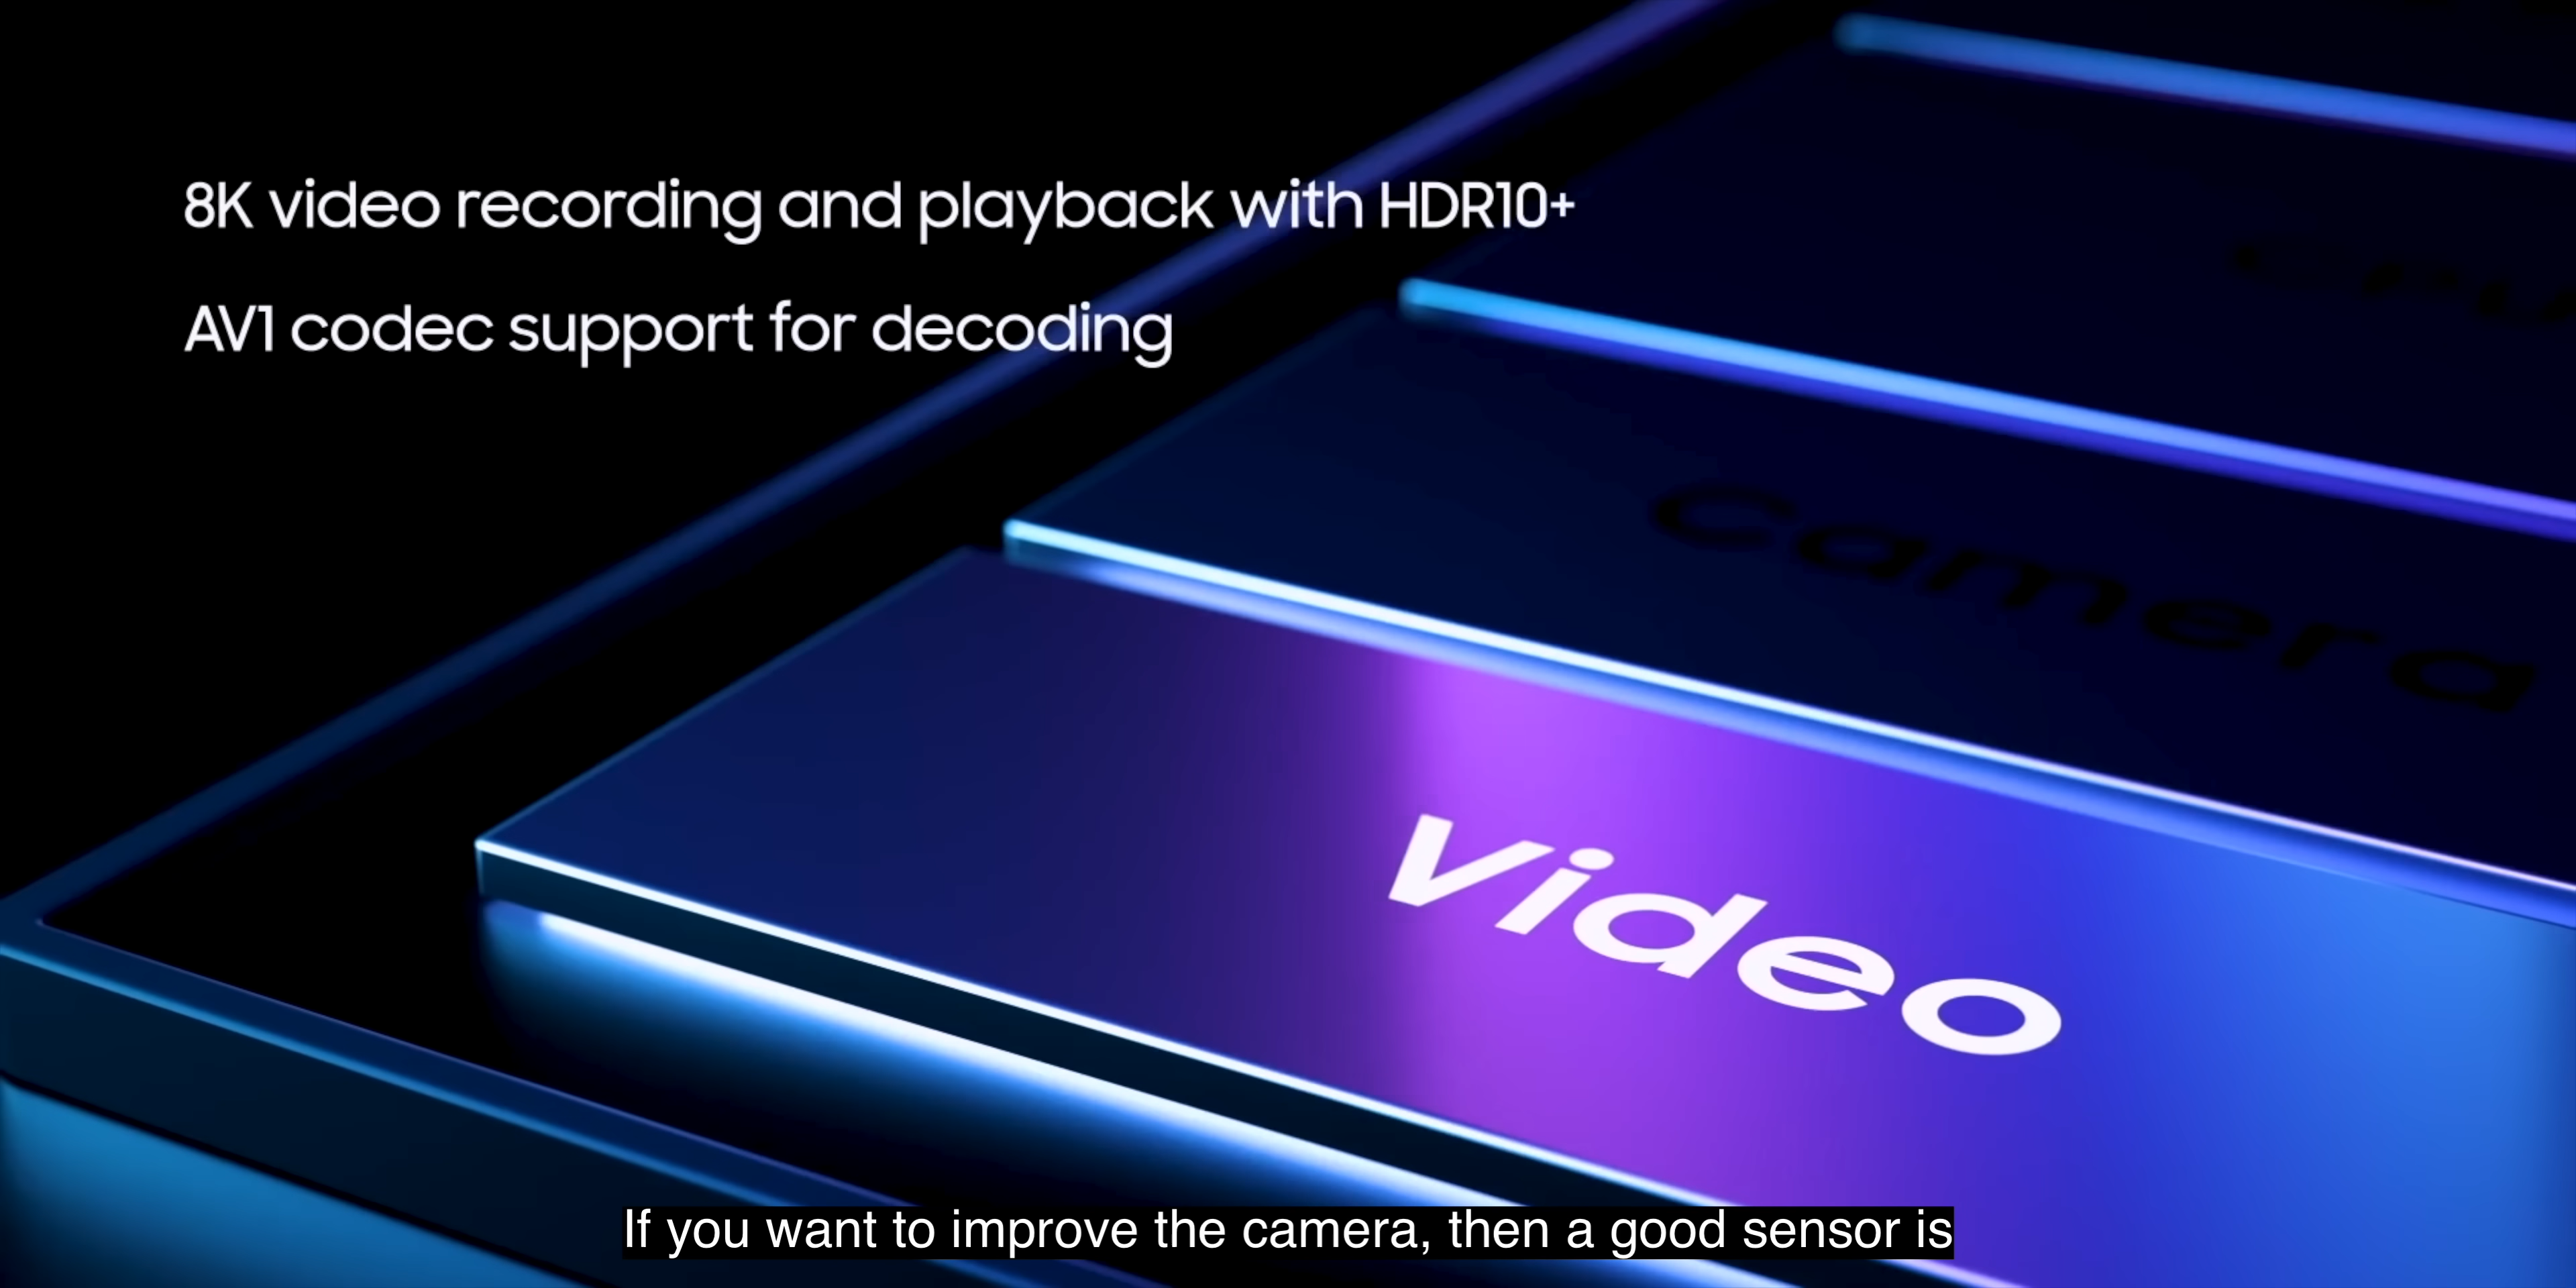 8K video recording and playback with HDR10+
AV1 codec support for decoding
CPU
Camera
Video
If you want to improve the camera, then a good sensor is